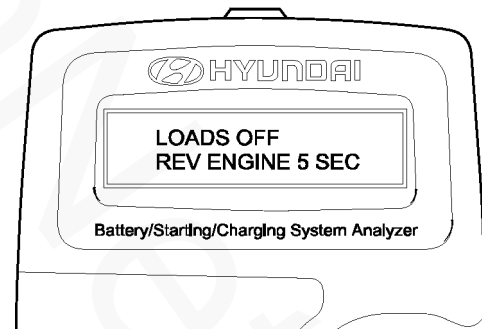 HYUNDAI
LOADS OFF
REV ENGINE 5 SEC
Battery/Starting/Charging System Analyzer